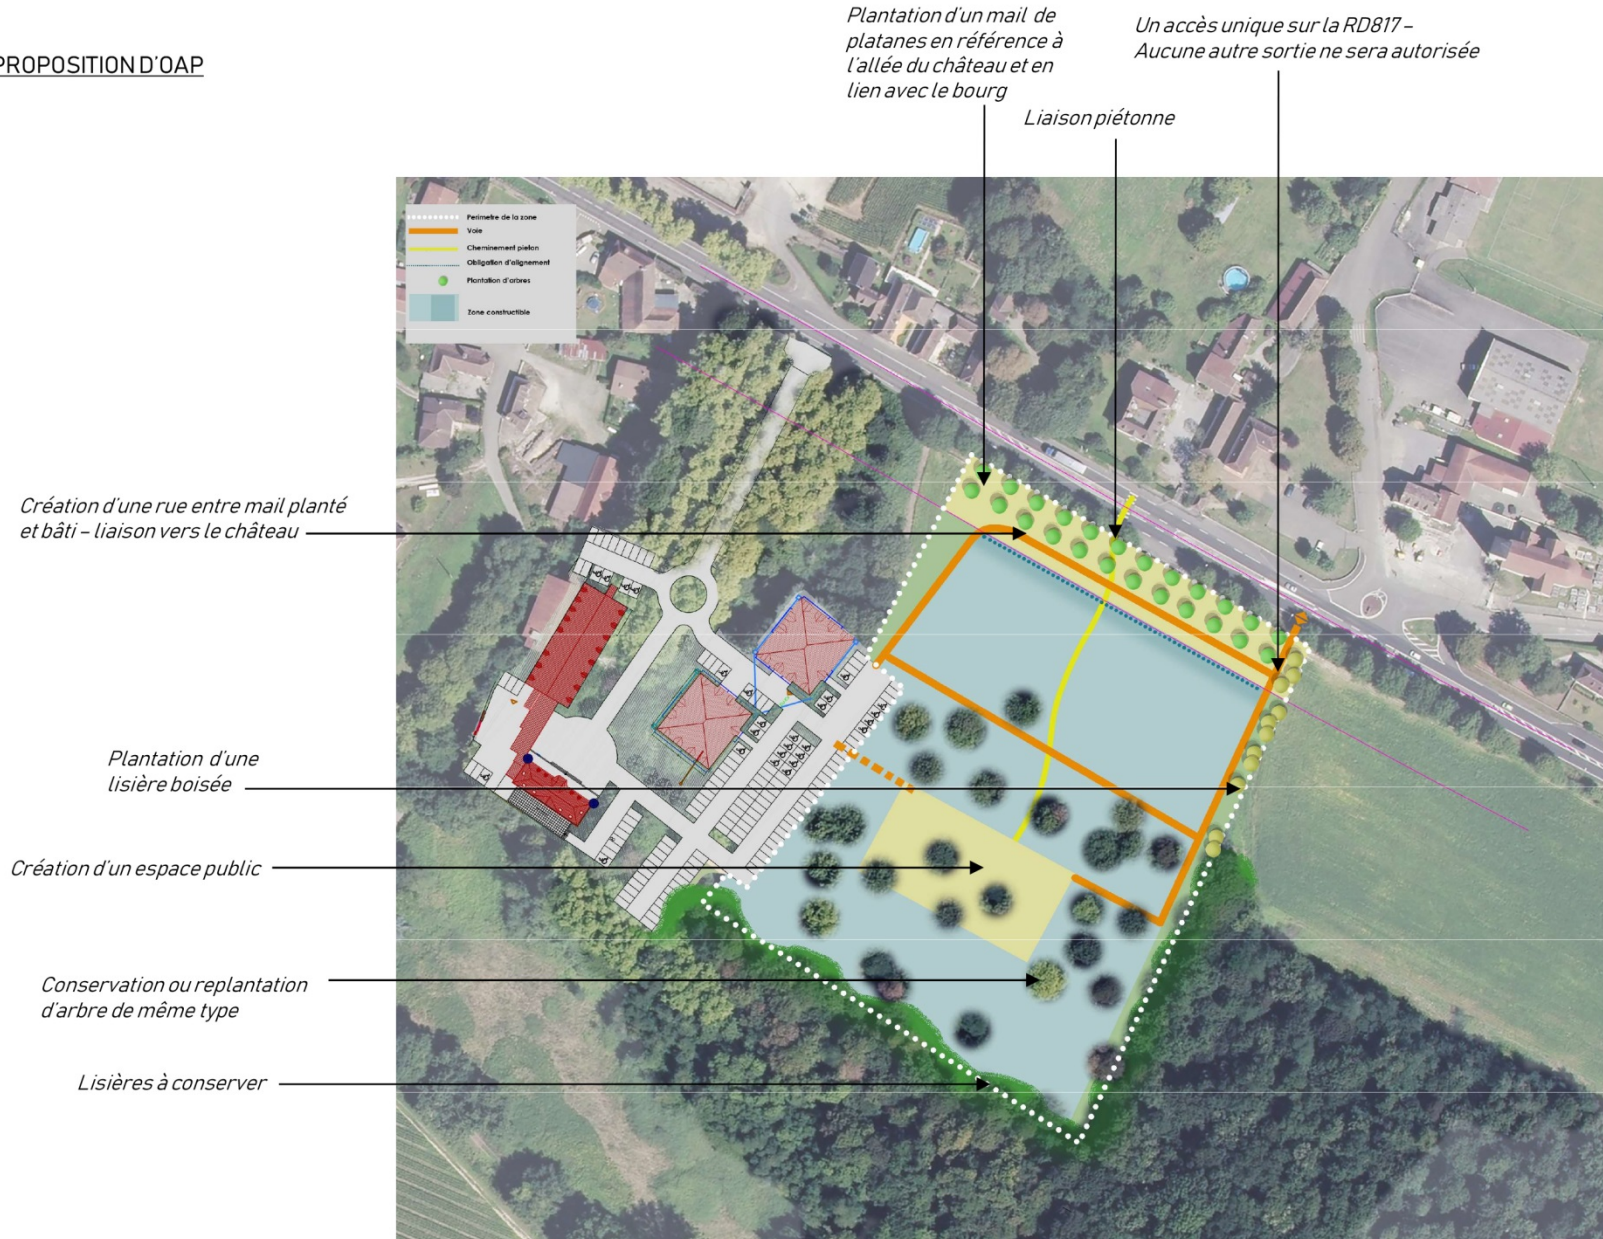 PROPOSITION D'OAP
Plantation d'un mail de
platanes en référence à
l'allée du château et en
lien avec le bourg
Un accès unique sur la RD817 –
Aucune autre sortie ne sera autorisée
Liaison piétonne
Perimetre de la zone
Voie
Cheminement pieton
Obligation d'alignement
Plantation d'arbres
Zone constructible
Création d'une rue entre mail planté
et bâti – liaison vers le château
Plantation d'une
lisière boisée
Création d'un espace public
Conservation ou replantation
d'arbre de même type
Lisières à conserver